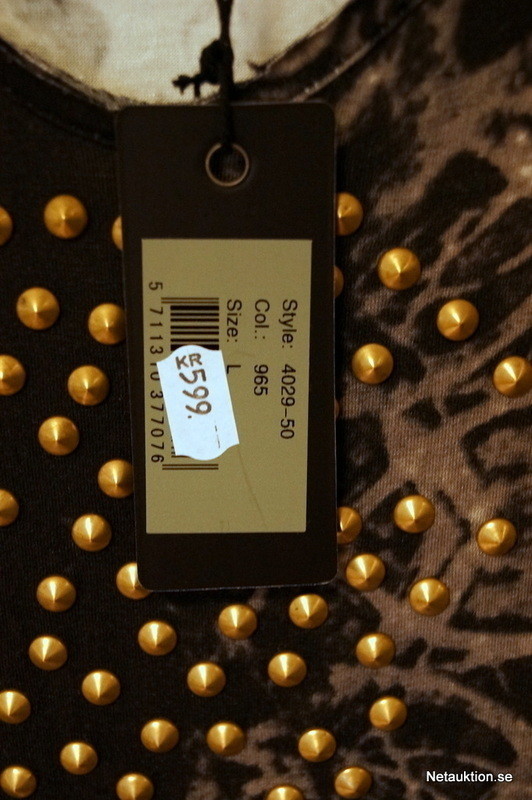 Style: 4029-50
Col.: 965
Size: L
KR
599.-
5 711310 377076
Netauktion.se